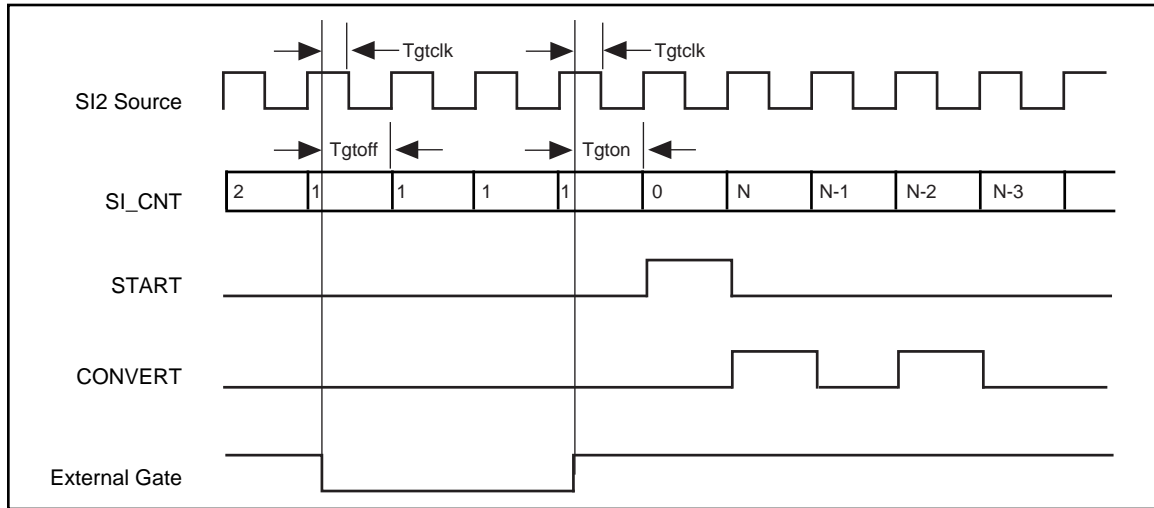 Tgtclk Tgtclk
SI2 Source
Tgtoff Tgton
SI_CNT 2 1 1 1 1 0 N N-1 N-2 N-3
START
CONVERT
External Gate